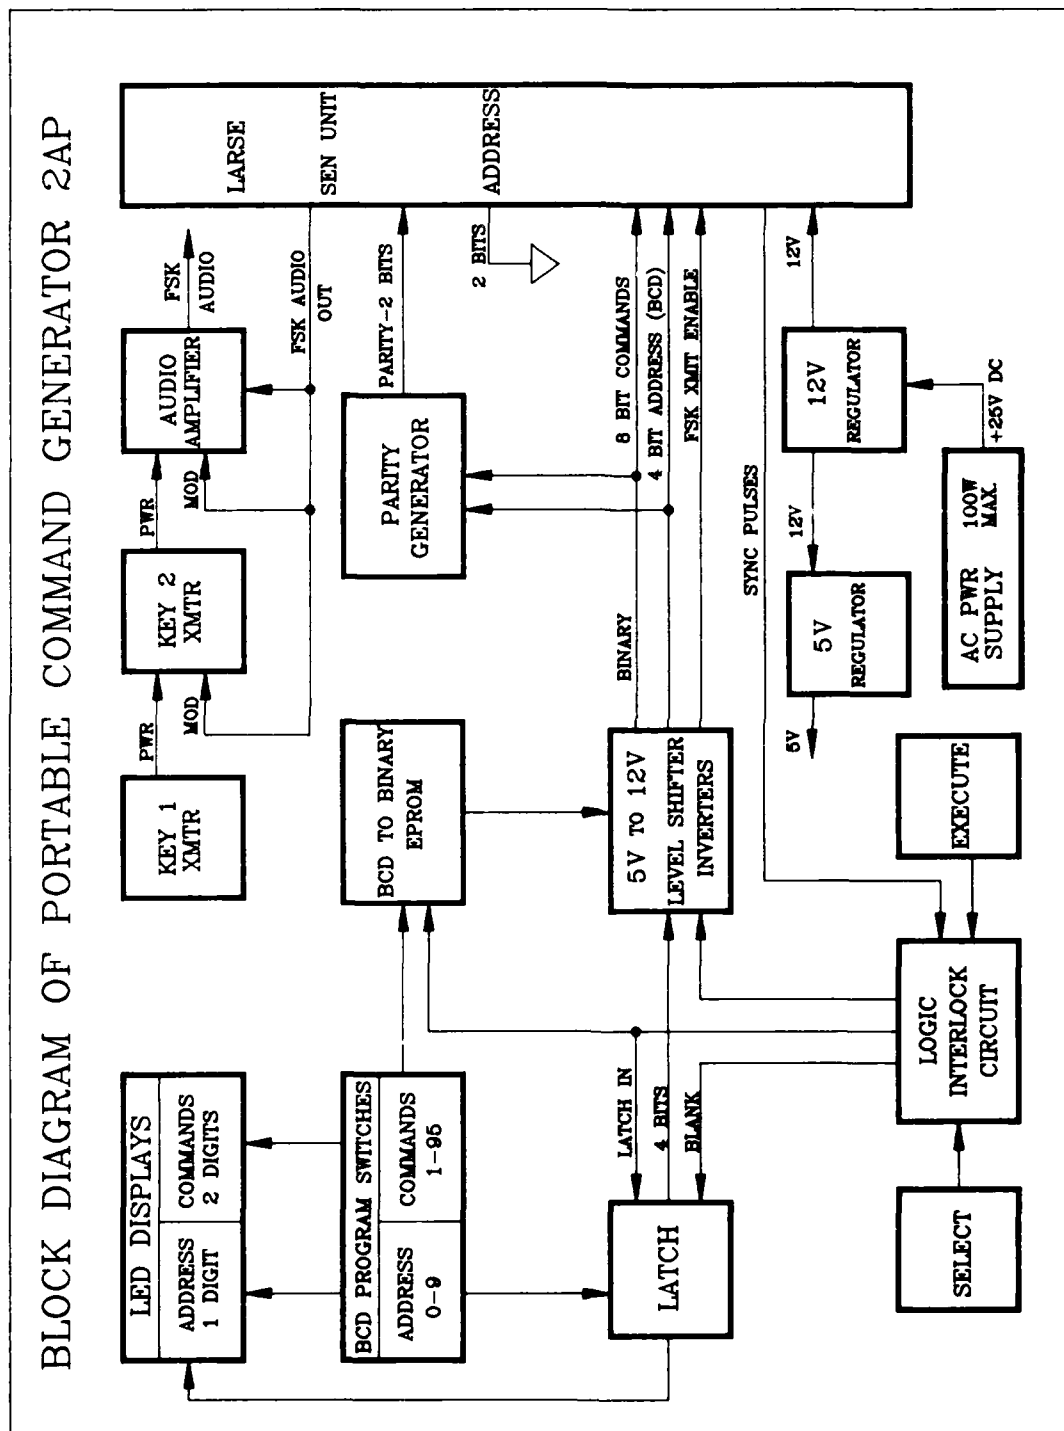 BLOCK DIAGRAM OF PORTABLE COMMAND GENERATOR 2AP
LED DISPLAYS
ADDRESS
1 DIGIT
COMMANDS
2 DIGITS
KEY 1
XMTR
PWR
MOD
KEY 2
XMTR
PWR
MOD
AUDIO
AMPLIFIER
FSK
AUDIO
FSK AUDIO
OUT
LARSE
SEN UNIT
ADDRESS
BCD PROGRAM SWITCHES
ADDRESS
0-9
COMMANDS
1-95
BCD TO BINARY
EPROM
PARITY
GENERATOR
PARITY-2 BITS
2 BITS
LATCH
LATCH IN
4 BITS
BLANK
5V TO 12V
LEVEL SHIFTER
INVERTERS
BINARY
8 BIT COMMANDS
4 BIT ADDRESS (BCD)
FSK XMIT ENABLE
SYNC PULSES
5V
5V
REGULATOR
12V
12V
REGULATOR
12V
+25V DC
AC PWR
SUPPLY
100W
MAX.
SELECT
LOGIC
INTERLOCK
CIRCUIT
EXECUTE